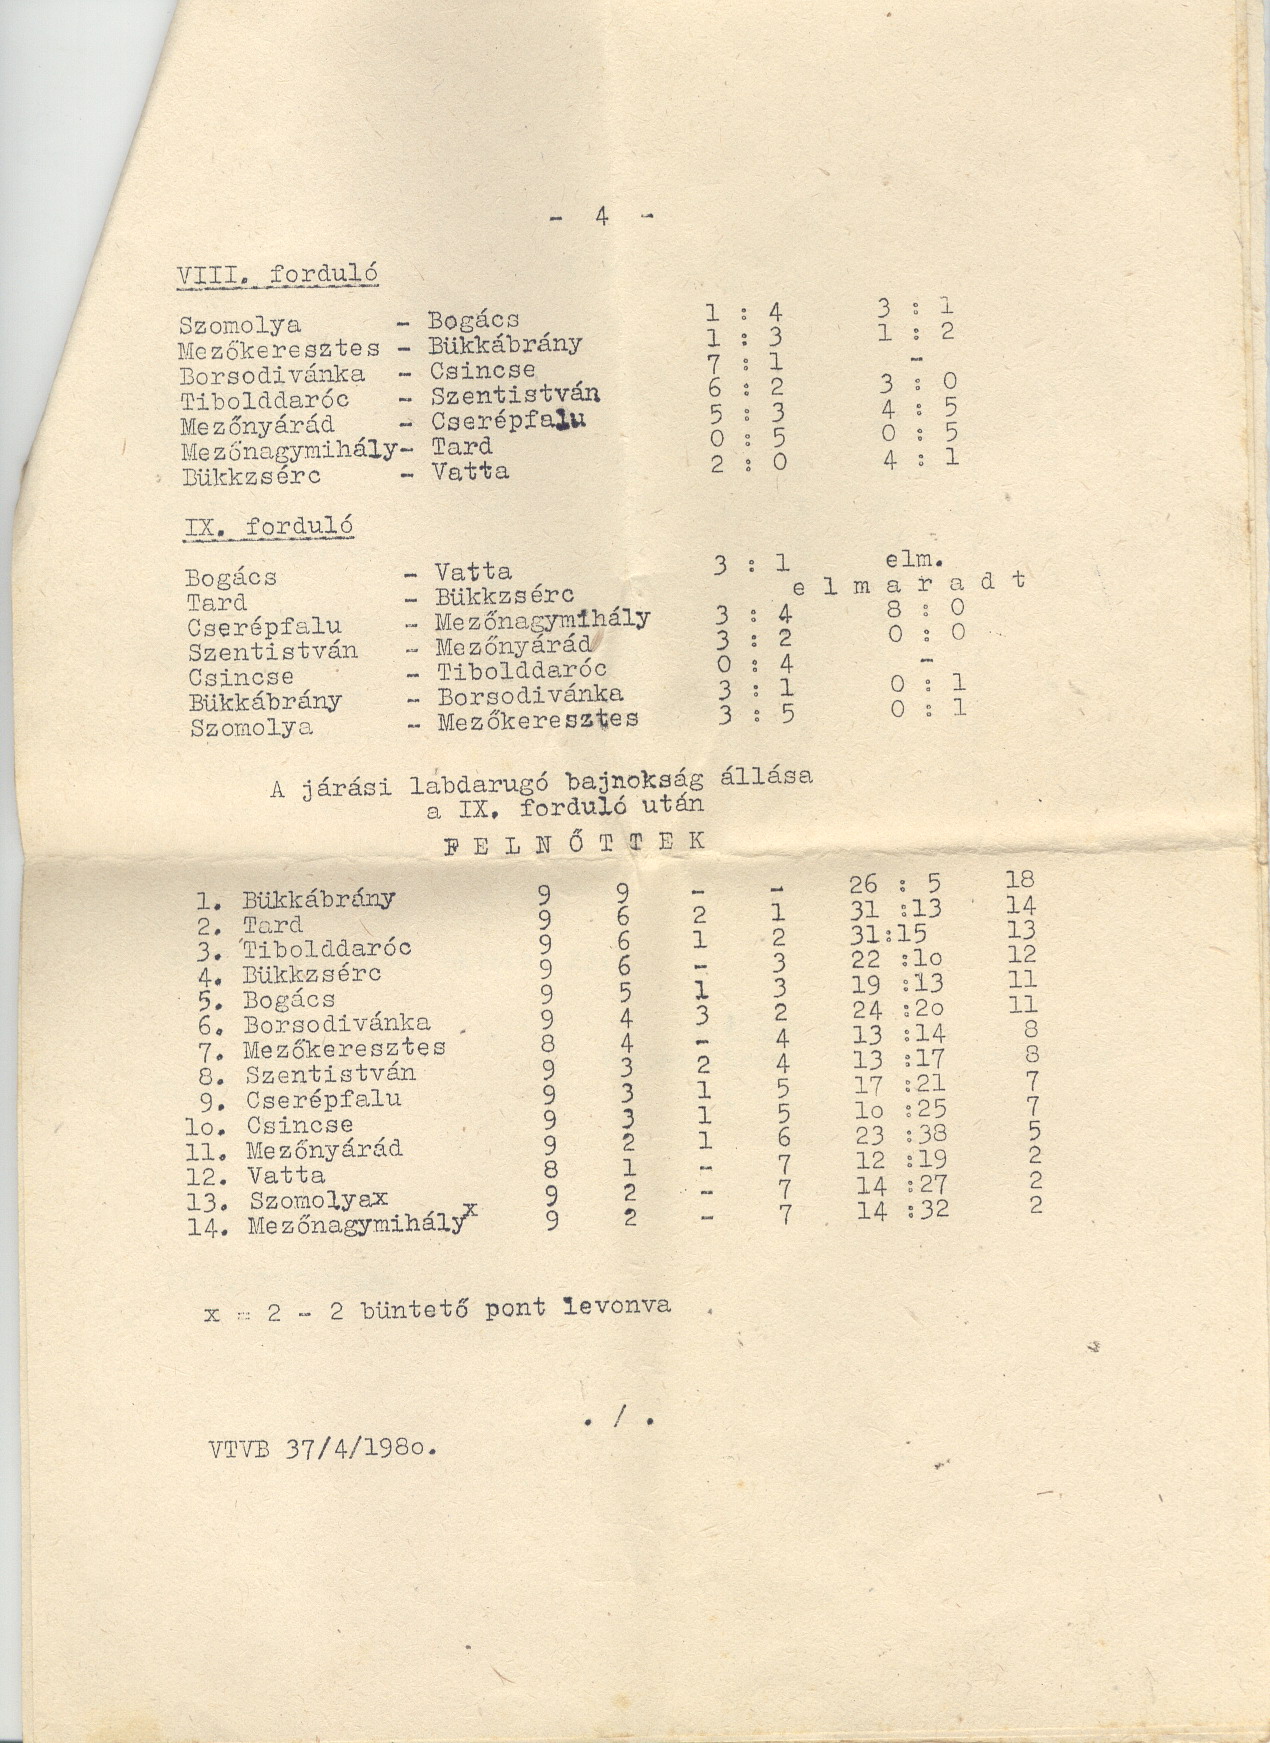 - 4 -
VIII. forduló
Szomolya - Bogács 1 : 4 3 : 1
Mezőkeresztes - Bükkábrány 1 : 3 1 : 2
Borsodivánka - Csincse 7 : 1 -
Tibolddaróc - Szentistván 6 : 2 3 : 0
Mezőnyárád - Cserépfalu 5 : 3 4 : 5
Mezőnagymihály- Tard 0 : 5 0 : 5
Bükkzsérc - Vatta 2 : 0 4 : 1
IX. forduló
Bogács - Vatta 3 : 1 elm.
Tard - Bükkzsérc e l m a r a d t
Cserépfalu - Mezőnagymihály 3 : 4 8 : 0
Szentistván - Mezőnyárád 3 : 2 0 : 0
Csincse - Tibolddaróc 0 : 4 -
Bükkábrány - Borsodivánka 3 : 1 0 : 1
Szomolya - Mezőkeresztes 3 : 5 0 : 1
A járási labdarugó bajnokság állása
a IX. forduló után
F E L N Ő T T E K
1. Bükkábrány 9 9 - - 26 : 5 18
2. Tard 9 6 2 1 31 :13 14
3. Tibolddaróc 9 6 1 2 31:15 13
4. Bükkzsérc 9 6 - 3 22 :lo 12
5. Bogács 9 5 1 3 19 :13 11
6. Borsodivánka 9 4 3 2 24 :2o 11
7. Mezőkeresztes 8 4 - 4 13 :14 8
8. Szentistván 9 3 2 4 13 :17 8
9. Cserépfalu 9 3 1 5 17 :21 7
lo. Csincse 9 3 1 5 lo :25 7
11. Mezőnyárád 9 2 1 6 23 :38 5
12. Vatta 8 1 - 7 12 :19 2
13. Szomolyax 9 2 - 7 14 :27 2
14. Mezőnagymihályx 9 2 - 7 14 :32 2
x = 2 - 2 büntető pont levonva
. / .
VTVB 37/4/198o.